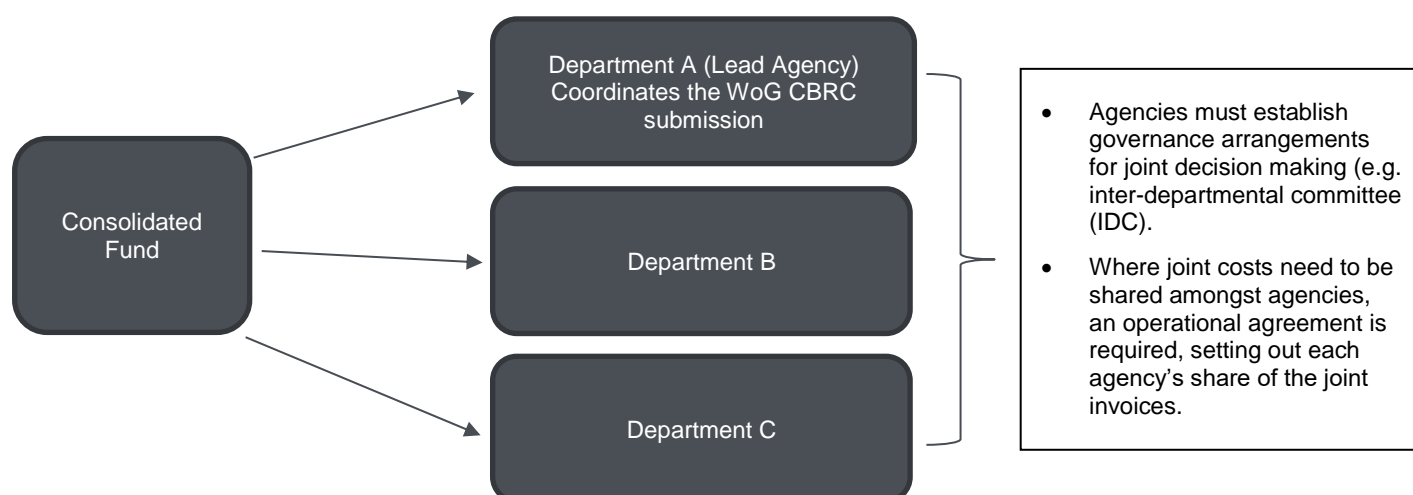 Consolidated
Fund
Department A (Lead Agency)
Coordinates the WoG CBRC
submission
Department B
Department C
• Agencies must establish
governance arrangements
for joint decision making (e.g.
inter-departmental committee
(IDC).
• Where joint costs need to be
shared amongst agencies,
an operational agreement is
required, setting out each
agency’s share of the joint
invoices.